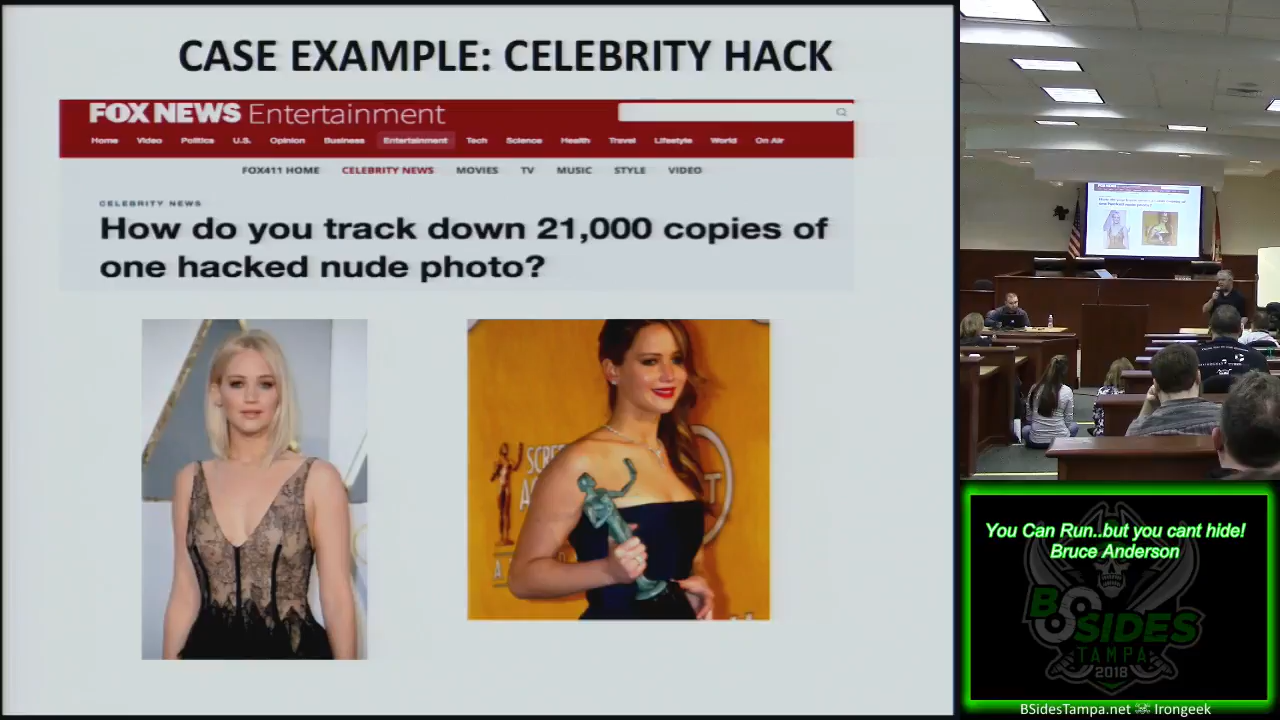 CASE EXAMPLE: CELEBRITY HACK
FOX NEWS Entertainment
Home Video Politics U.S. Opinion Business Entertainment Tech Science Health Travel Lifestyle World On Air
FOX411 HOME CELEBRITY NEWS MOVIES TV MUSIC STYLE VIDEO
CELEBRITY NEWS
How do you track down 21,000 copies of
one hacked nude photo?
SCRE
A
You Can Run..but you cant hide!
Bruce Anderson
BSIDES
TAMPA
2018
BSidesTampa.net Irongeek